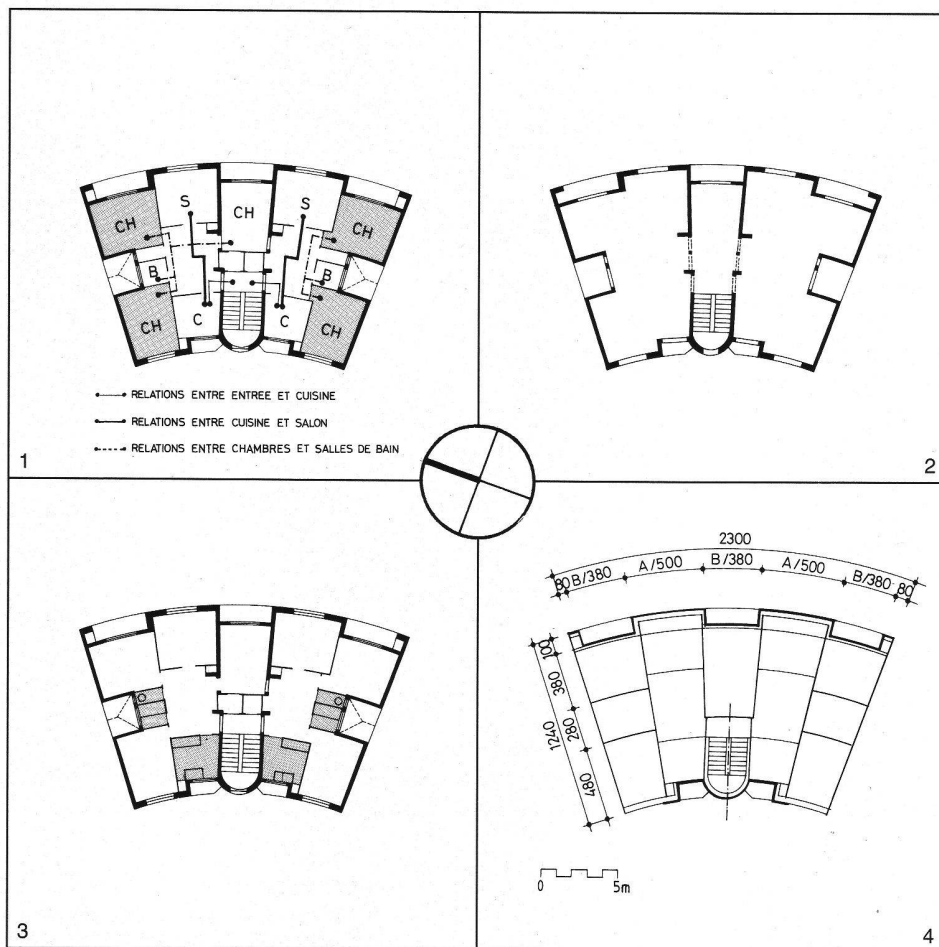 S
S
CH
CH
CH
B
B
CH
C
C
CH
RELATIONS ENTRE ENTREE ET CUISINE
RELATIONS ENTRE CUISINE ET SALON
RELATIONS ENTRE CHAMBRES ET SALLES DE BAIN
1
2
3
2300
80 B/380 A/500 B/380 A/500 B/380 80
100
380
1240
280
480
0 5m
4